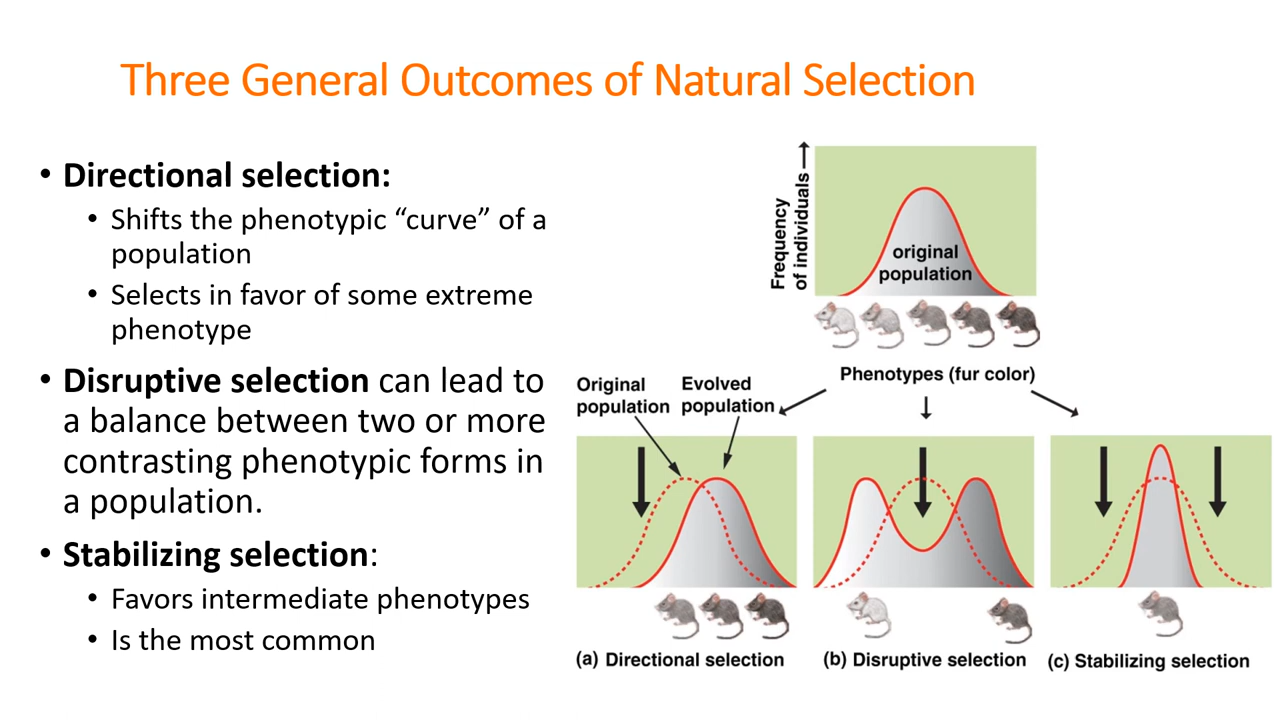 Three General Outcomes of Natural Selection
• Directional selection:
• Shifts the phenotypic “curve” of a
population
• Selects in favor of some extreme
phenotype
• Disruptive selection can lead to
a balance between two or more
contrasting phenotypic forms in
a population.
• Stabilizing selection:
• Favors intermediate phenotypes
• Is the most common
Frequency
of individuals
original
population
Phenotypes (fur color)
Original
population
Evolved
population
(a) Directional selection
(b) Disruptive selection
(c) Stabilizing selection